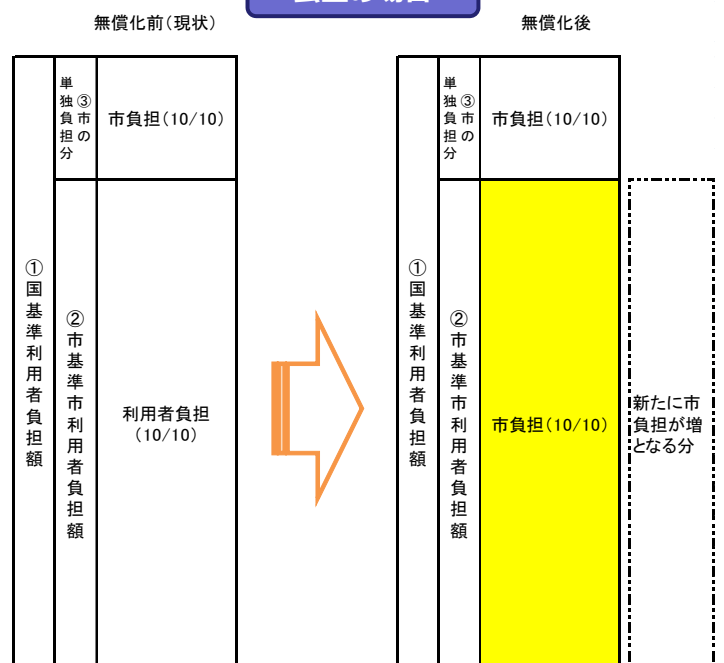 無償化前（現状）
無償化後
①国基準利用者負担額
③市の単独負担分
市負担（10/10）
②市基準市利用者負担額
利用者負担
（10/10）
①国基準利用者負担額
③市の
単独負担分
市負担（10/10）
②市基準市利用者負担額
市負担（10/10）
新たに市
負担が増
となる分